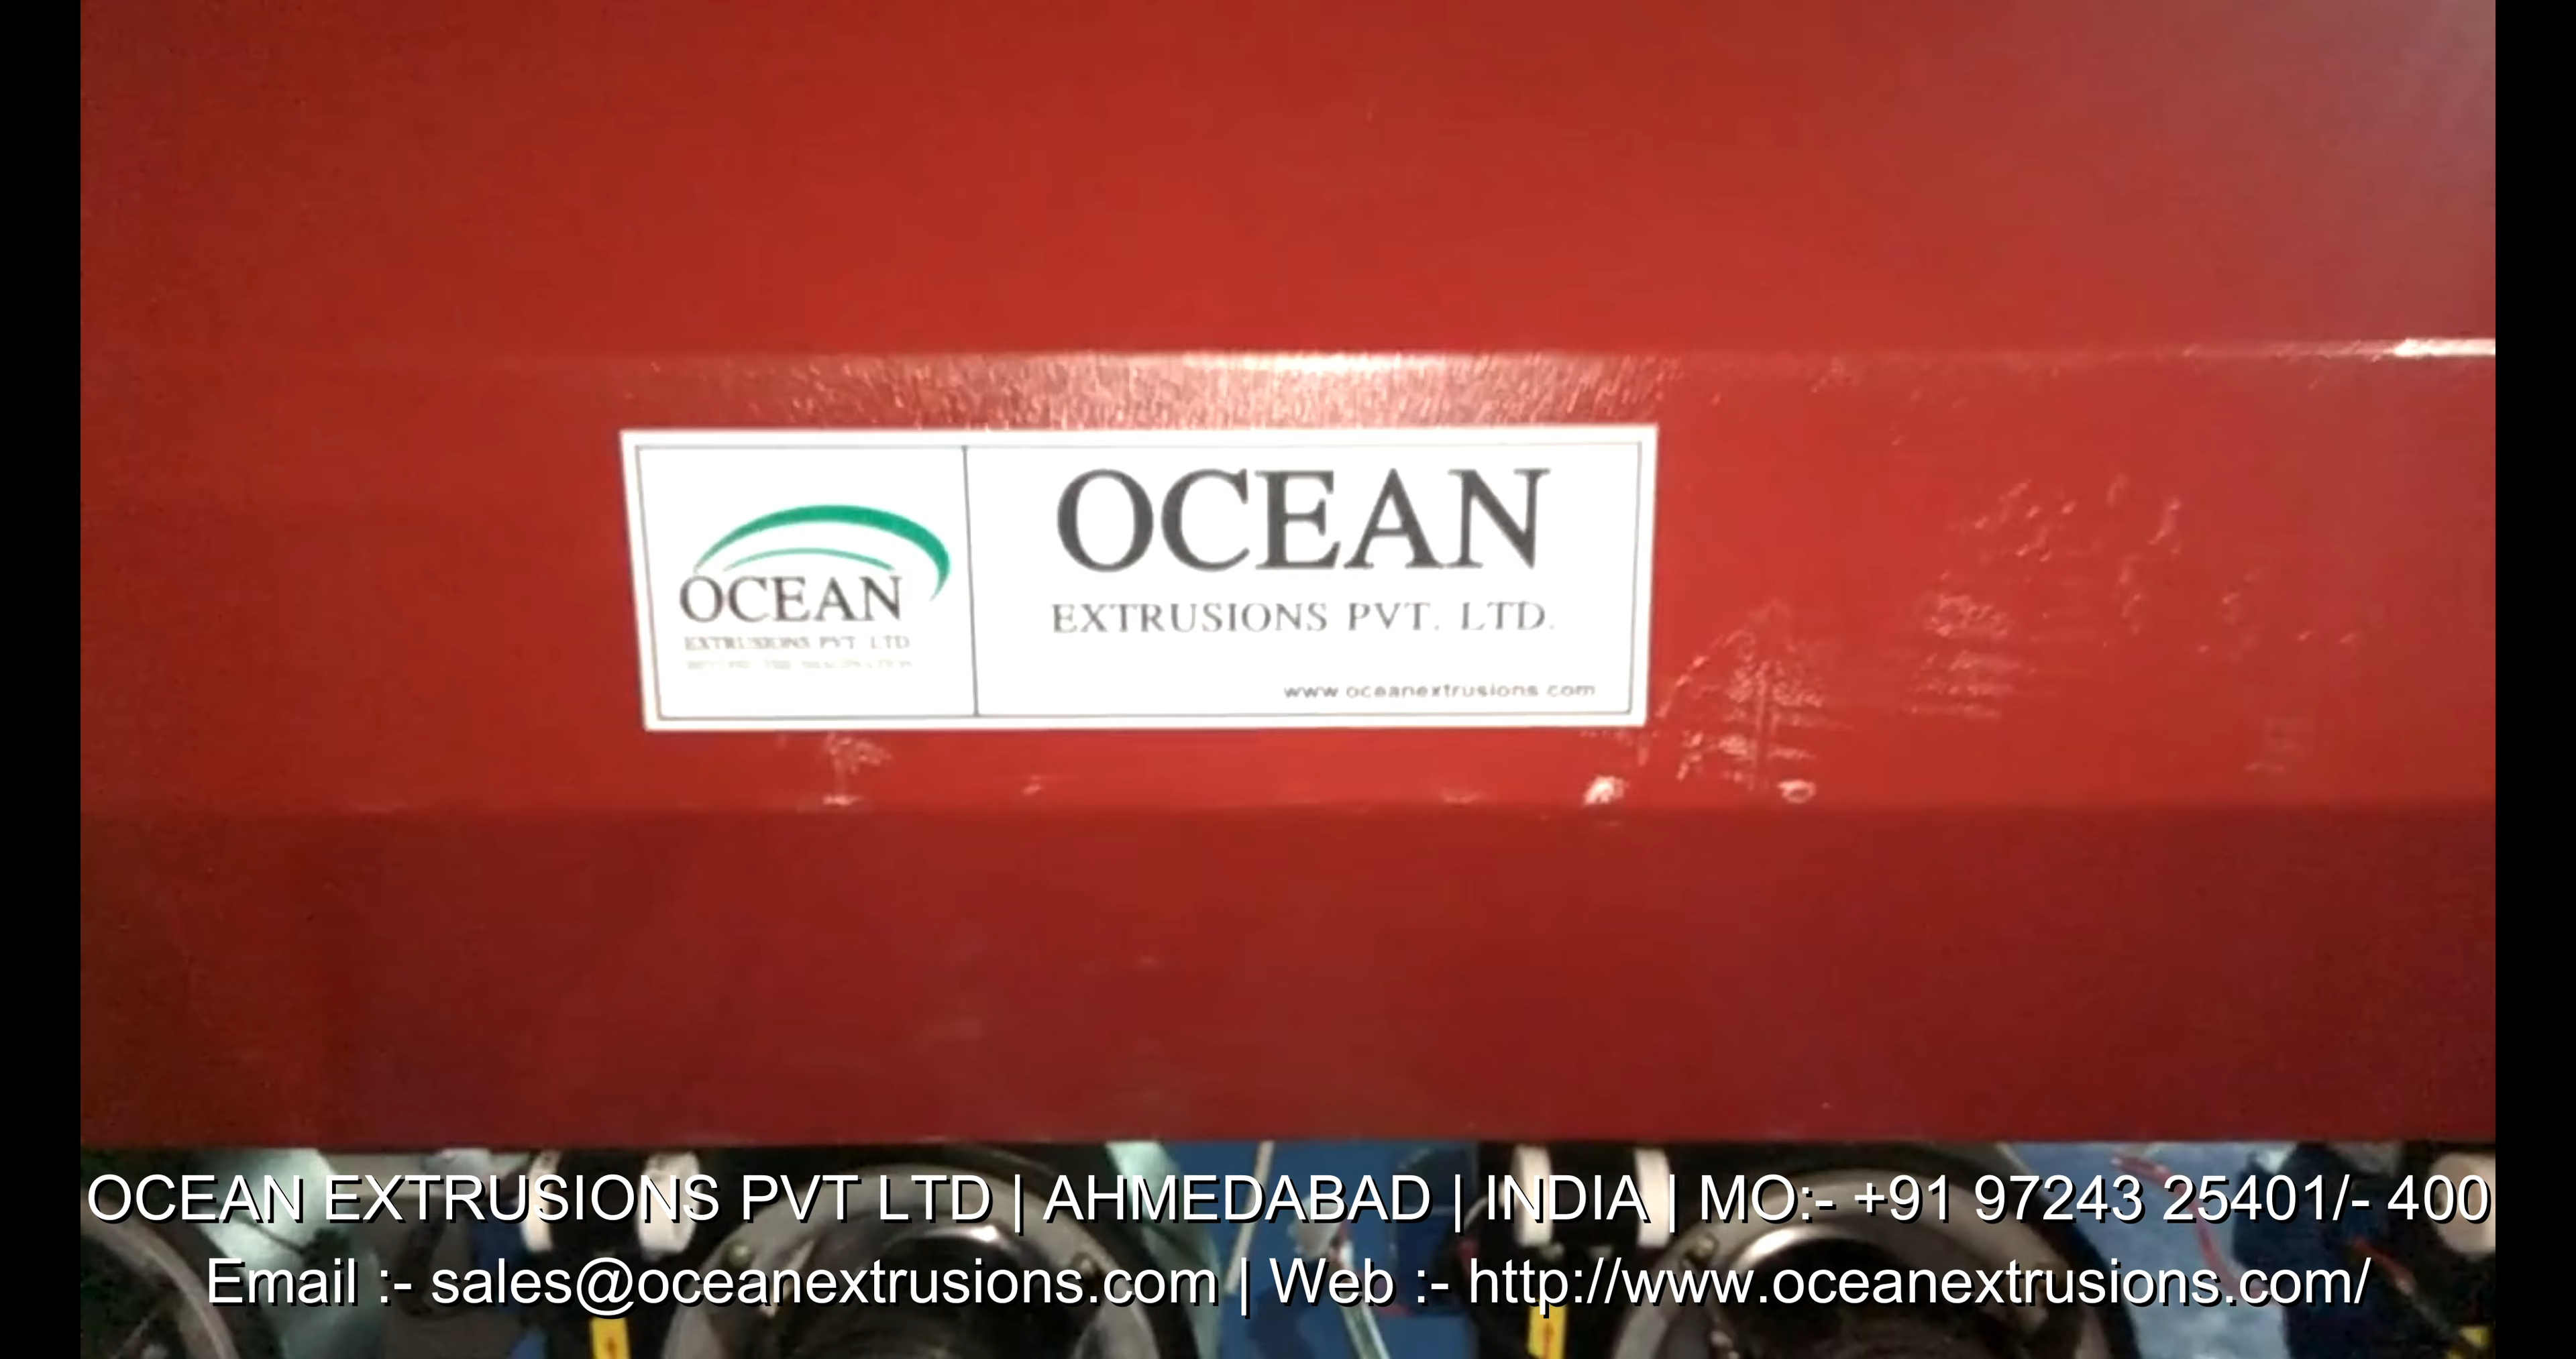 OCEAN
EXTRUSIONS PVT. LTD.
OCEAN
EXTRUSIONS PVT. LTD.
www.oceanextrusions.com
OCEAN EXTRUSIONS PVT LTD | AHMEDABAD | INDIA | MO:- +91 97243 25401/- 400
Email :- sales@oceanextrusions.com | Web :- http://www.oceanextrusions.com/